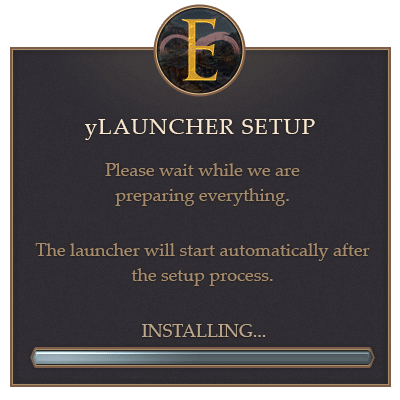 E
yLAUNCHER SETUP
Please wait while we are
preparing everything.
The launcher will start automatically after
the setup process.
INSTALLING...